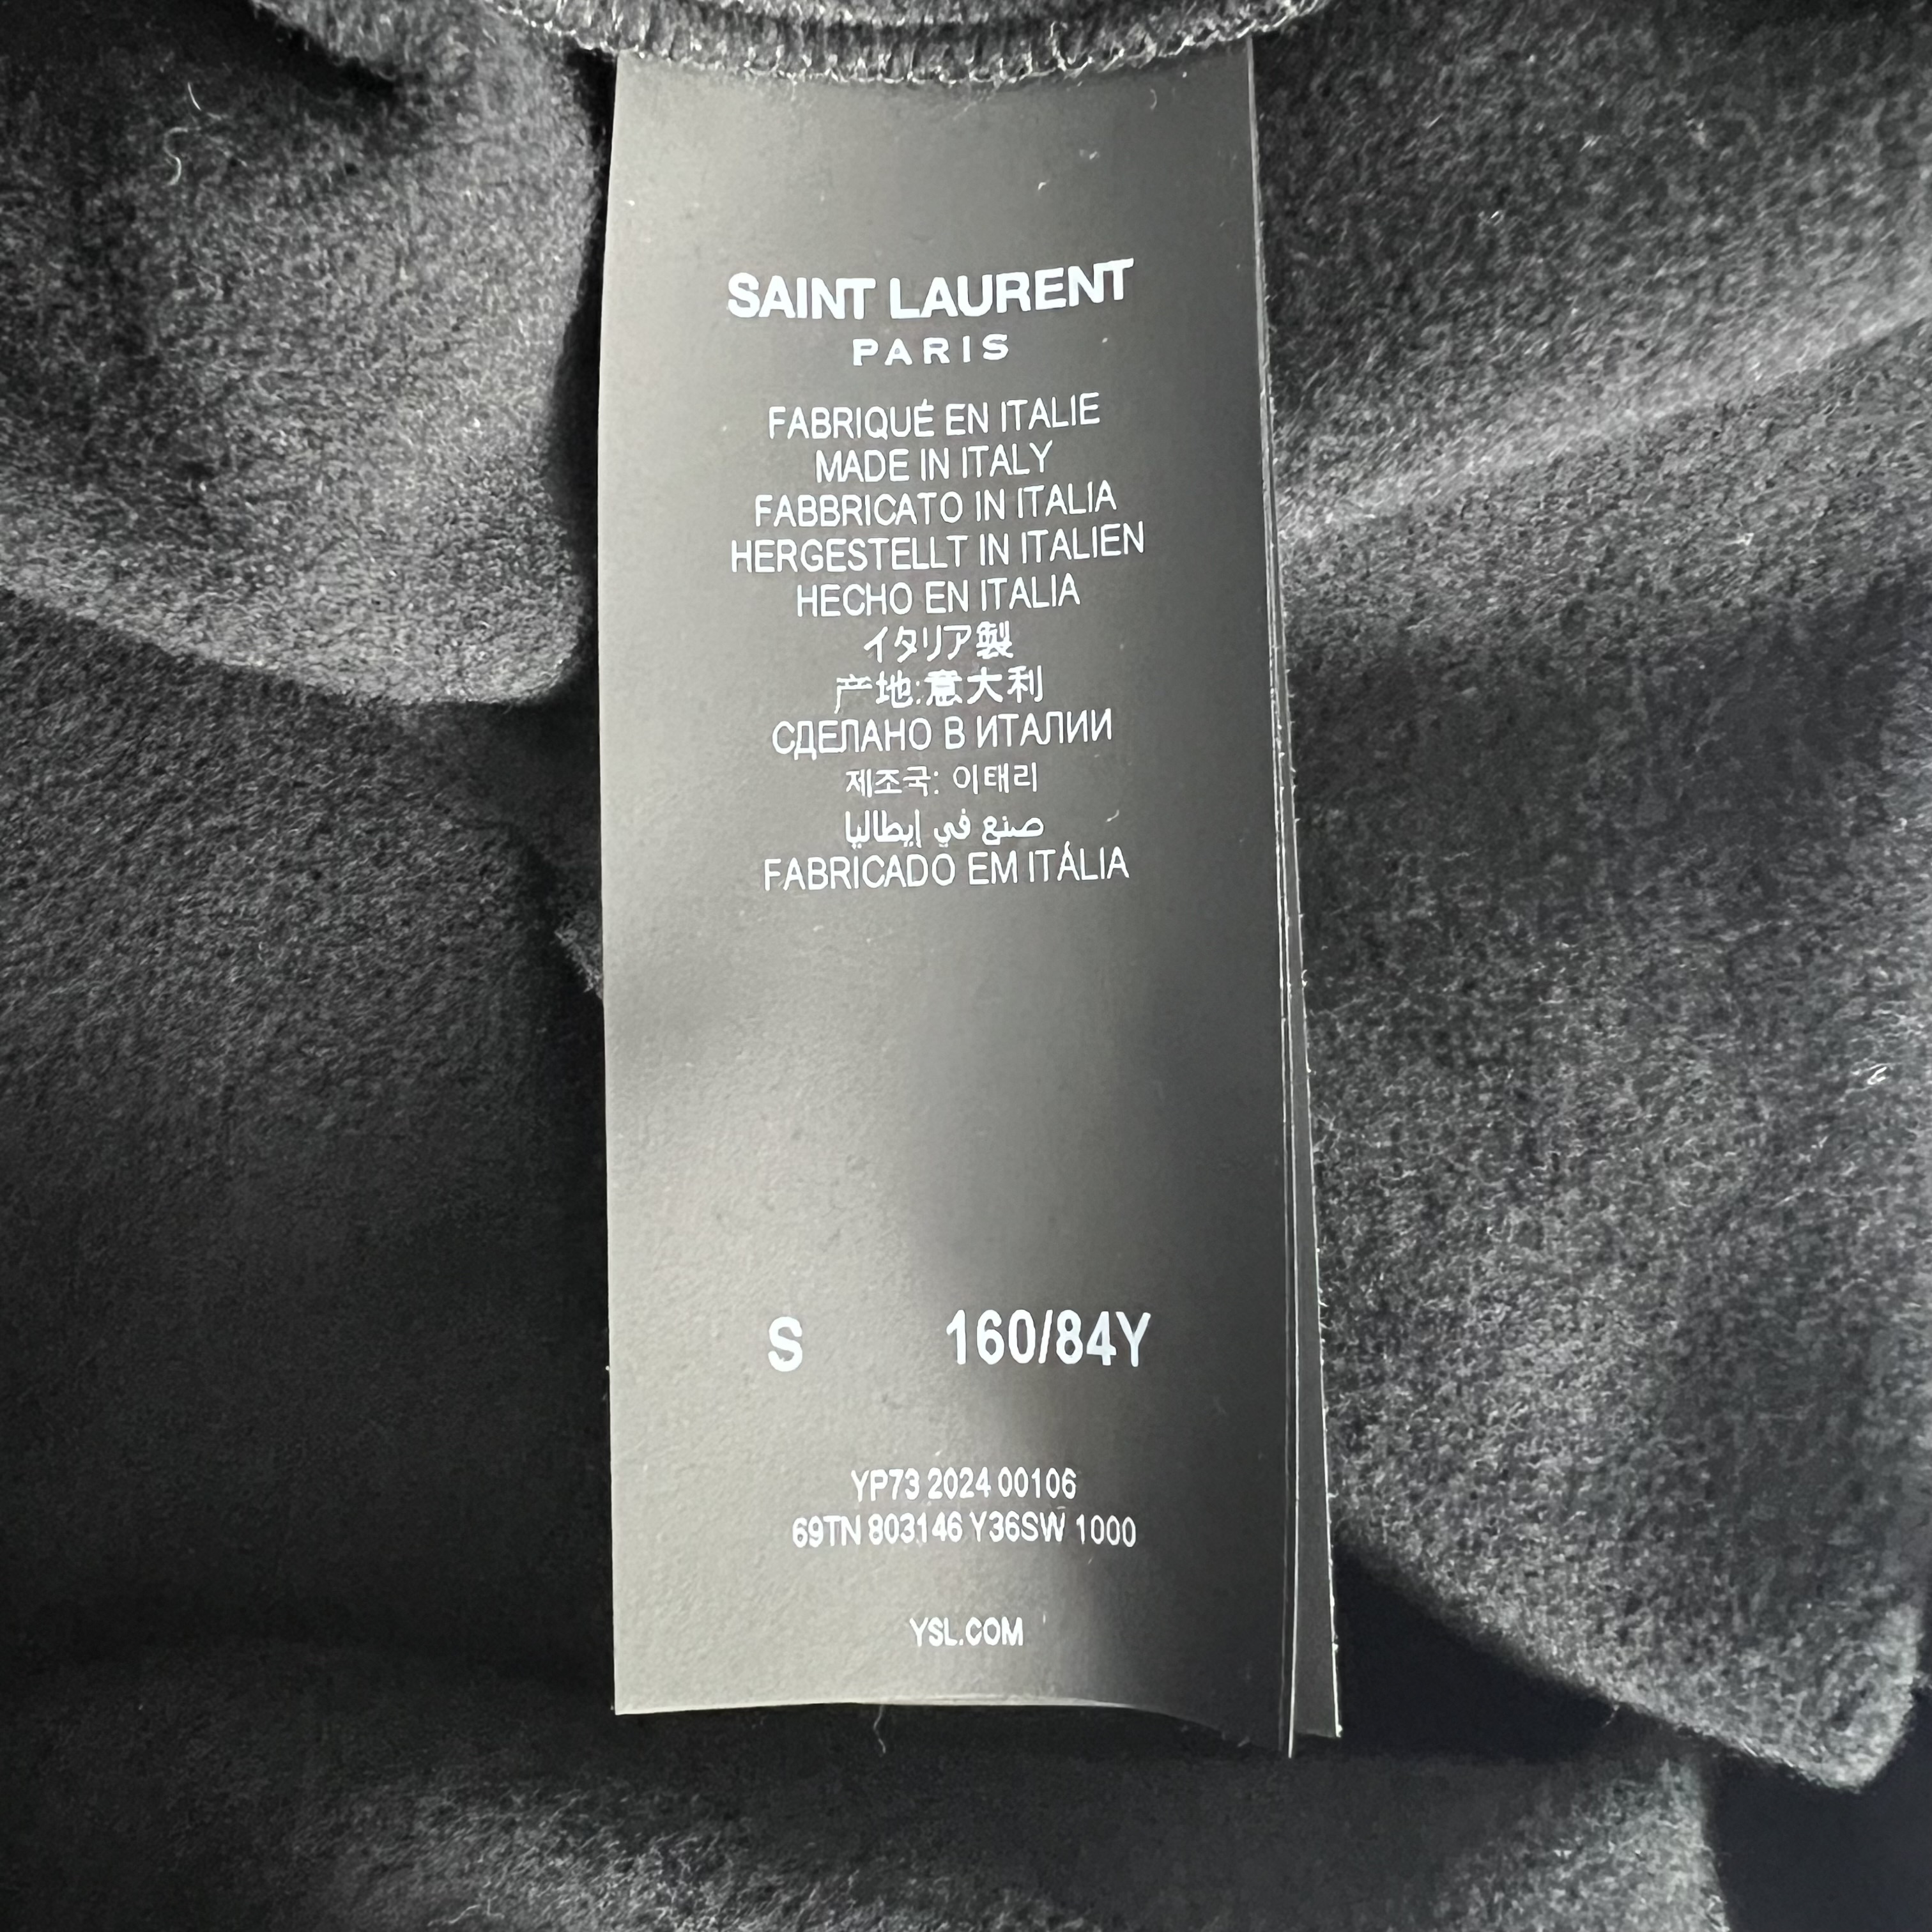 SAINT LAURENT
PARIS
FABRIQUÉ EN ITALIE
MADE IN ITALY
FABBRICATO IN ITALIA
HERGESTELLT IN ITALIEN
HECHO EN ITALIA
イタリア製
产地:意大利
СДЕЛАНО В ИТАЛИИ
제조국: 이태리
صنع في إيطاليا
FABRICADO EM ITÁLIA
S 160/84Y
YP73 2024 00106
69TN 803146 Y36SW 1000
YSL.COM